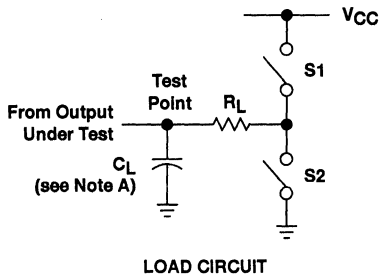 VCC
S1
Test
Point
RL
From Output
Under Test
CL
(see Note A)
S2
LOAD CIRCUIT